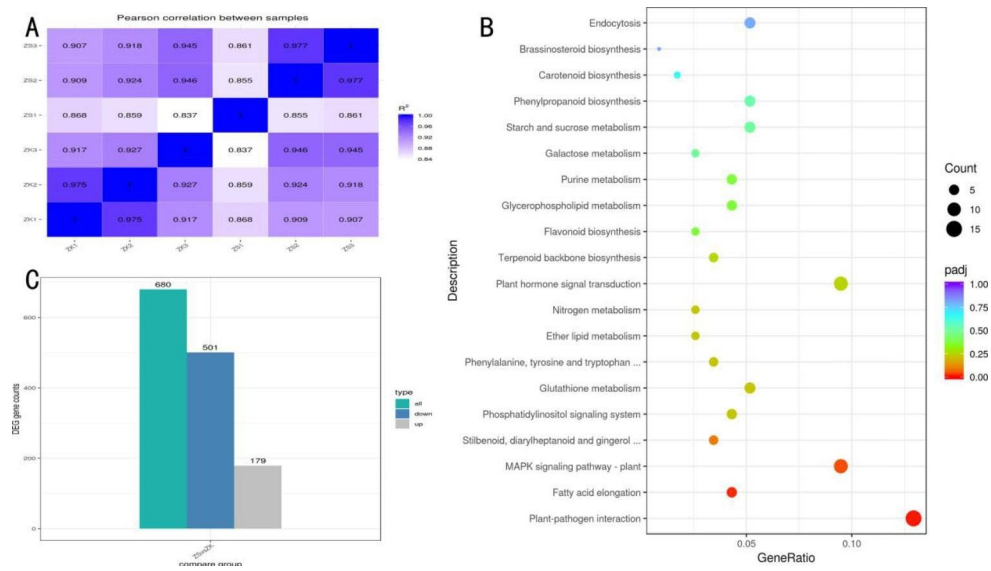 A
Pearson correlation between samples
ZS3 0.907 0.918 0.945 0.861 0.977 1
ZS2 0.909 0.924 0.946 0.855 1 0.977
ZS1 0.868 0.859 0.837 1 0.855 0.861
ZK3 0.917 0.927 1 0.837 0.946 0.945
ZK2 0.975 1 0.927 0.859 0.924 0.918
ZK1 1 0.975 0.917 0.868 0.909 0.907
ZK1 ZK2 ZK3 ZS1 ZS2 ZS3
R²
1.00
0.96
0.92
0.88
0.84
B
Description
Endocytosis
Brassinosteroid biosynthesis
Carotenoid biosynthesis
Phenylpropanoid biosynthesis
Starch and sucrose metabolism
Galactose metabolism
Purine metabolism
Glycerophospholipid metabolism
Flavonoid biosynthesis
Terpenoid backbone biosynthesis
Plant hormone signal transduction
Nitrogen metabolism
Ether lipid metabolism
Phenylalanine, tyrosine and tryptophan ...
Glutathione metabolism
Phosphatidylinositol signaling system
Stilbenoid, diarylheptanoid and gingerol ...
MAPK signaling pathway - plant
Fatty acid elongation
Plant-pathogen interaction
0.05 0.10
GeneRatio
Count
5
10
15
padj
1.00
0.75
0.50
0.25
0.00
C
DEG gene counts
600
400
200
0
680
501
179
ZSvsZK
compare group
type
all
down
up